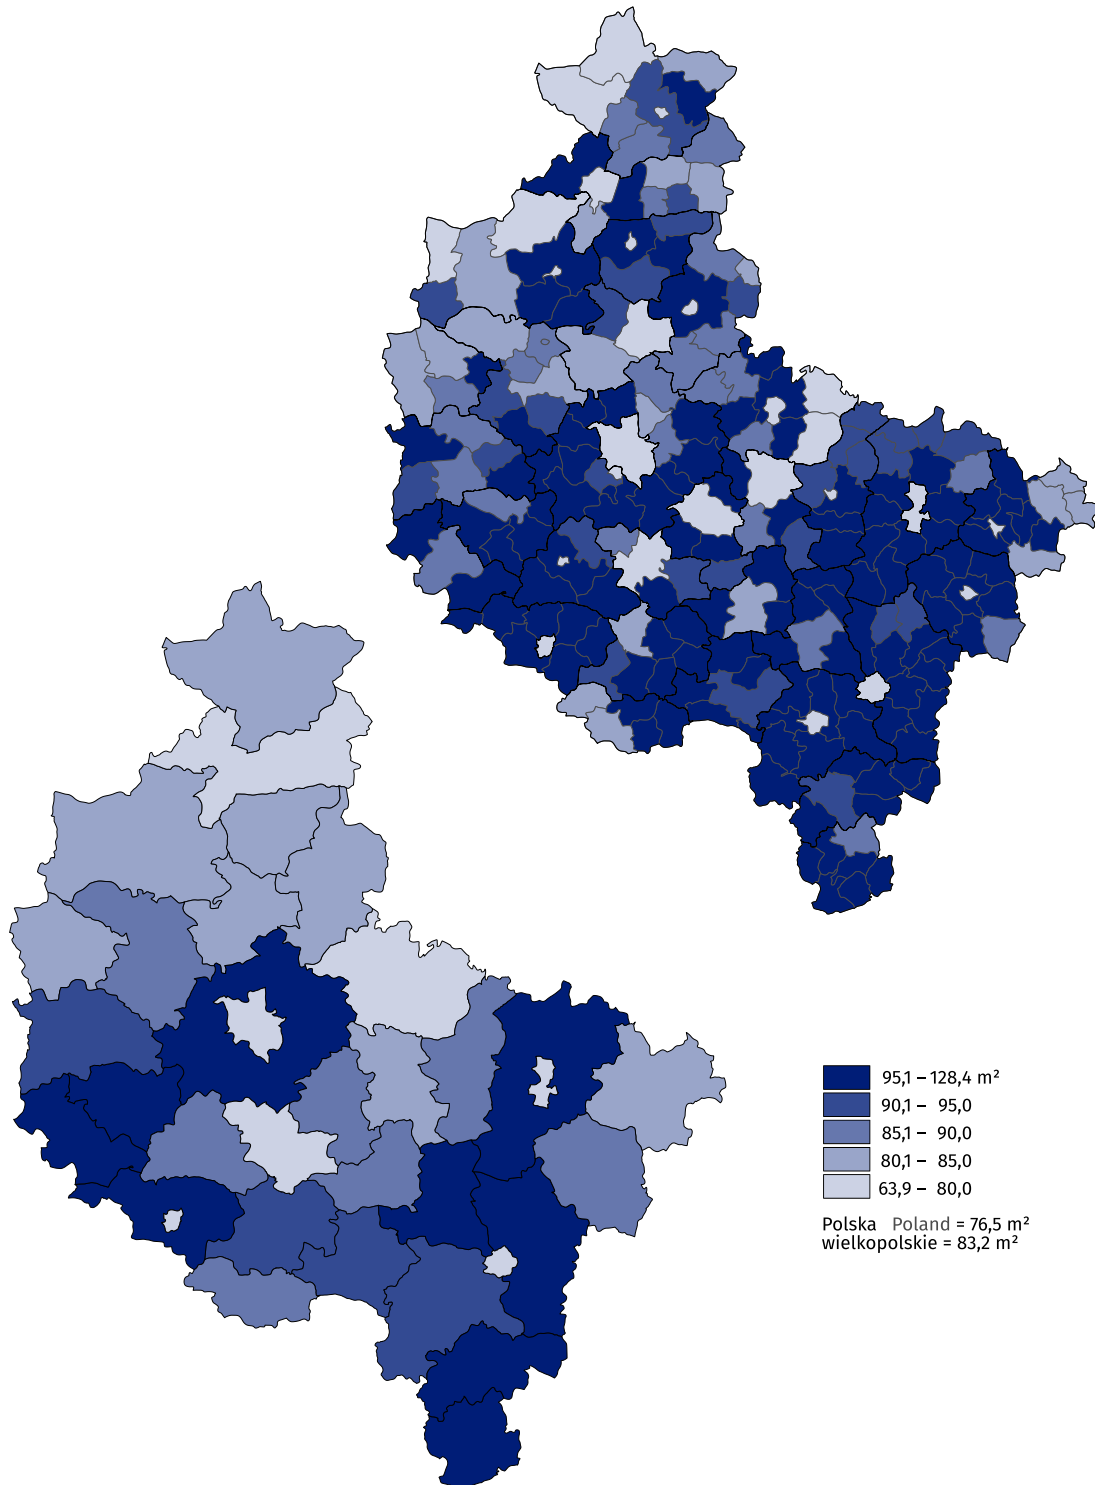 95,1 – 128,4 m²
90,1 – 95,0
85,1 – 90,0
80,1 – 85,0
63,9 – 80,0
Polska Poland = 76,5 m²
wielkopolskie = 83,2 m²